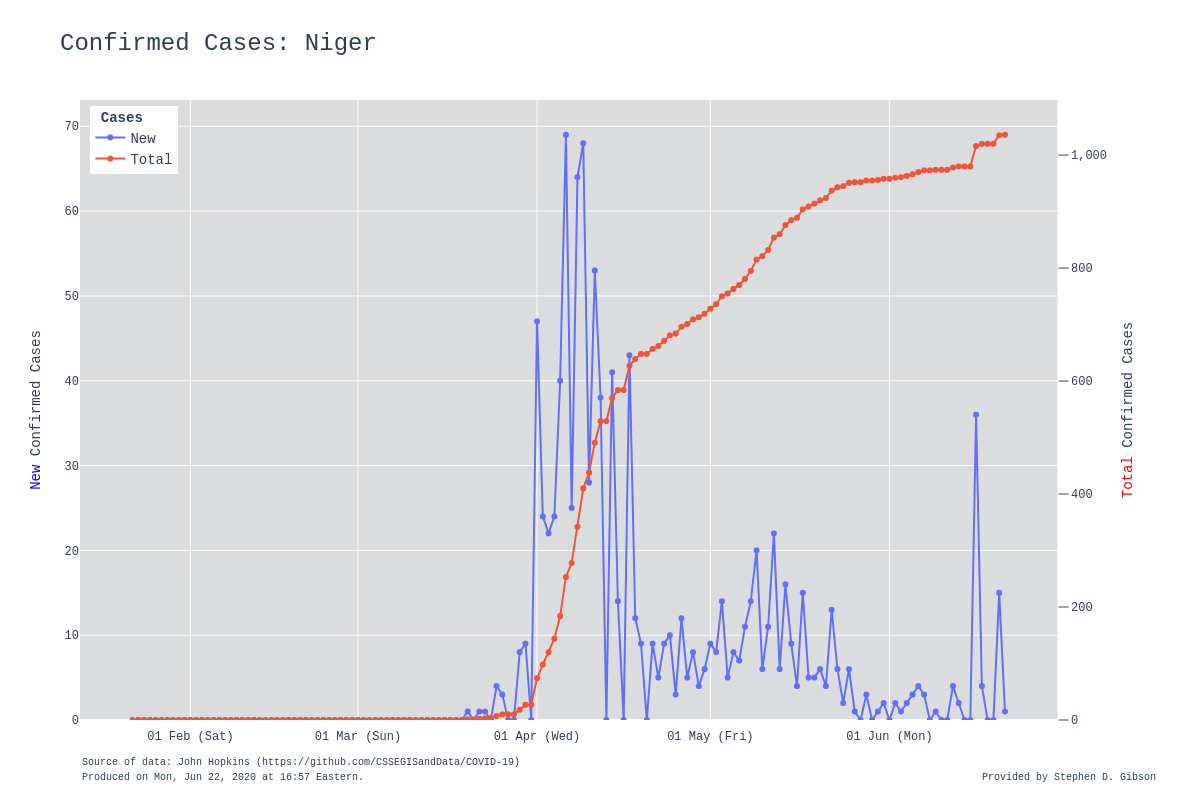 Confirmed Cases: Niger
Cases
New
Total
70
60
50
40
30
20
10
0
1,000
800
600
400
200
0
New Confirmed Cases
Total Confirmed Cases
01 Feb (Sat)
01 Mar (Sun)
01 Apr (Wed)
01 May (Fri)
01 Jun (Mon)
Source of data: John Hopkins (https://github.com/CSSEGISandData/COVID-19)
Produced on Mon, Jun 22, 2020 at 16:57 Eastern.
Provided by Stephen D. Gibson